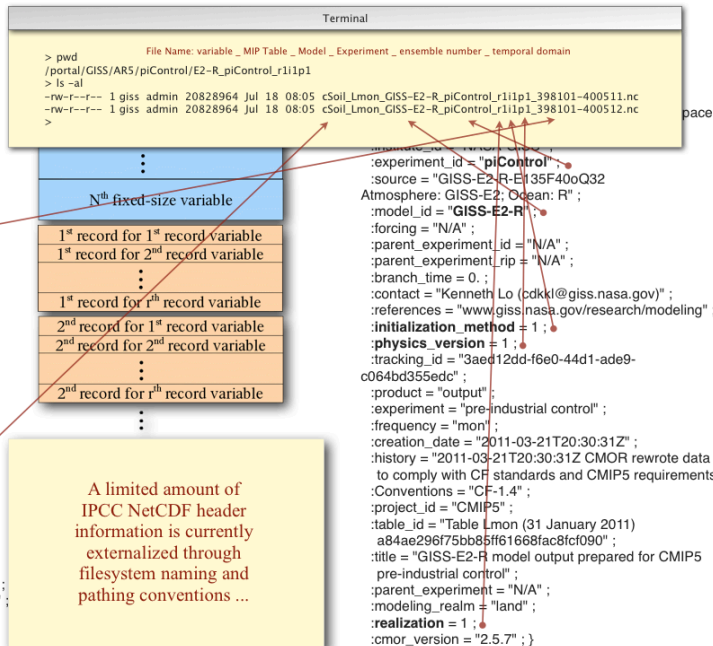 Terminal
File Name: variable _ MIP Table _ Model _ Experiment _ ensemble number _ temporal domain
> pwd
/portal/GISS/AR5/piControl/E2-R_piControl_r1i1p1
> ls -al
-rw-r--r-- 1 giss admin 20828964 Jul 18 08:05 cSoil_Lmon_GISS-E2-R_piControl_r1i1p1_398101-400511.nc
-rw-r--r-- 1 giss admin 20828964 Jul 18 08:05 cSoil_Lmon_GISS-E2-R_piControl_r1i1p1_398101-400512.nc
>
pace
Nth fixed-size variable
1st record for 1st record variable
1st record for 2nd record variable
1st record for rth record variable
2nd record for 1st record variable
2nd record for 2nd record variable
2nd record for rth record variable
A limited amount of
IPCC NetCDF header
information is currently
externalized through
filesystem naming and
pathing conventions ...
:experiment_id = "piControl" ;
:source = "GISS-E2-R-E135F40oQ32
Atmosphere: GISS-E2; Ocean: R" ;
:model_id = "GISS-E2-R" ;
:forcing = "N/A" ;
:parent_experiment_id = "N/A" ;
:parent_experiment_rip = "N/A" ;
:branch_time = 0. ;
:contact = "Kenneth Lo (cdkkl@giss.nasa.gov)" ;
:references = "www.giss.nasa.gov/research/modeling" ;
:initialization_method = 1 ;
:physics_version = 1 ;
:tracking_id = "3aed12dd-f6e0-44d1-ade9-
c064bd355edc" ;
:product = "output" ;
:experiment = "pre-industrial control" ;
:frequency = "mon" ;
:creation_date = "2011-03-21T20:30:31Z" ;
:history = "2011-03-21T20:30:31Z CMOR rewrote data
to comply with CF standards and CMIP5 requirements
:Conventions = "CF-1.4" ;
:project_id = "CMIP5" ;
:table_id = "Table Lmon (31 January 2011)
a84ae296f75bb85ff61668fac8fcf090" ;
:title = "GISS-E2-R model output prepared for CMIP5
pre-industrial control" ;
:parent_experiment = "N/A" ;
:modeling_realm = "land" ;
:realization = 1 ;
:cmor_version = "2.5.7" ; }